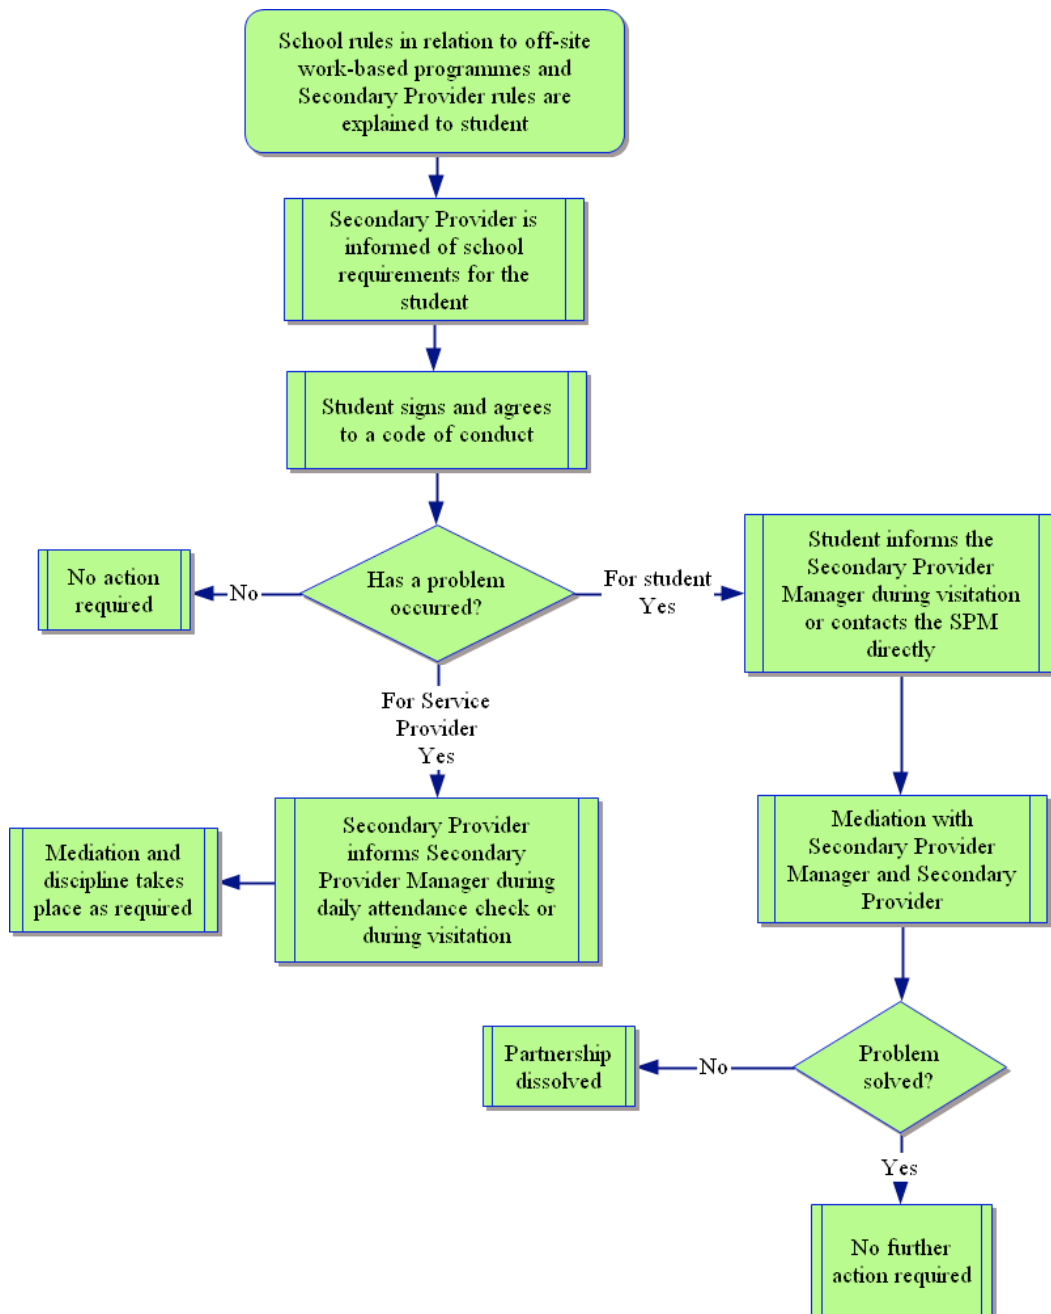 School rules in relation to off-site
work-based programmes and
Secondary Provider rules are
explained to student
Secondary Provider is
informed of school
requirements for the
student
Student signs and agrees
to a code of conduct
Has a problem
occurred?
No
No action
required
For student
Yes
Student informs the
Secondary Provider
Manager during visitation
or contacts the SPM
directly
For Service
Provider
Yes
Secondary Provider
informs Secondary
Provider Manager during
daily attendance check or
during visitation
Mediation and
discipline takes
place as required
Mediation with
Secondary Provider
Manager and Secondary
Provider
Problem
solved?
No
Partnership
dissolved
Yes
No further
action required